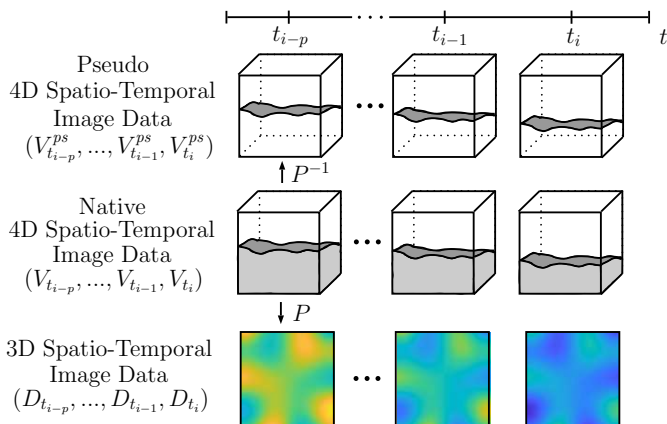 t_{i-p} ... t_{i-1} t_i t
Pseudo
4D Spatio-Temporal
Image Data
(V^{ps}_{t_{i-p}}, ..., V^{ps}_{t_{i-1}}, V^{ps}_{t_i})
...
P^{-1}
Native
4D Spatio-Temporal
Image Data
(V_{t_{i-p}}, ..., V_{t_{i-1}}, V_{t_i})
...
P
3D Spatio-Temporal
Image Data
(D_{t_{i-p}}, ..., D_{t_{i-1}}, D_{t_i})
...